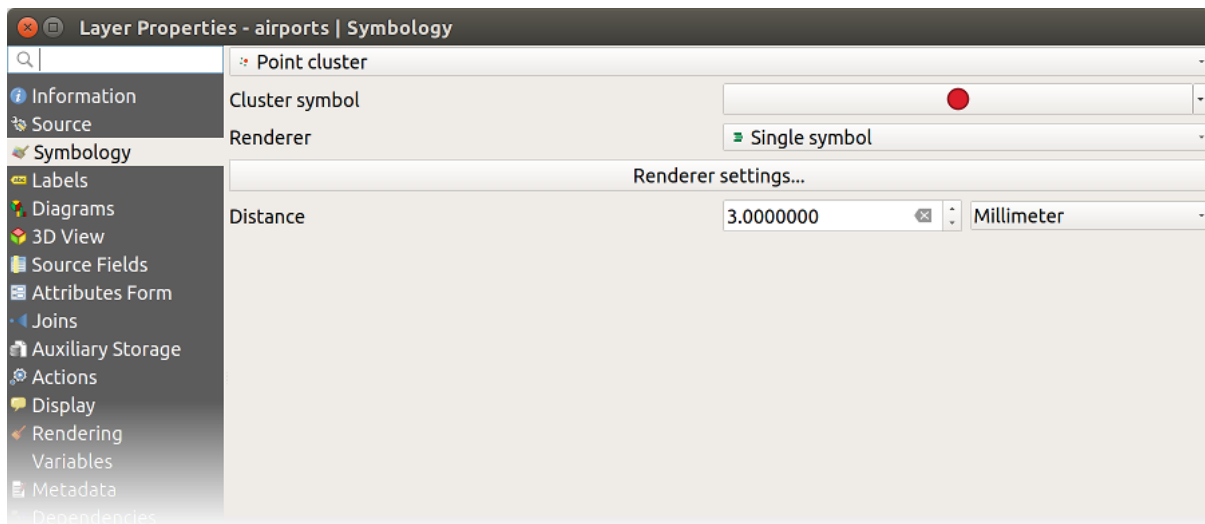 Layer Properties - airports | Symbology
Point cluster
Information
Source
Symbology
Labels
Diagrams
3D View
Source Fields
Attributes Form
Joins
Auxiliary Storage
Actions
Display
Rendering
Variables
Metadata
Dependencies
Cluster symbol
Renderer
Single symbol
Renderer settings...
Distance
3.0000000
Millimeter